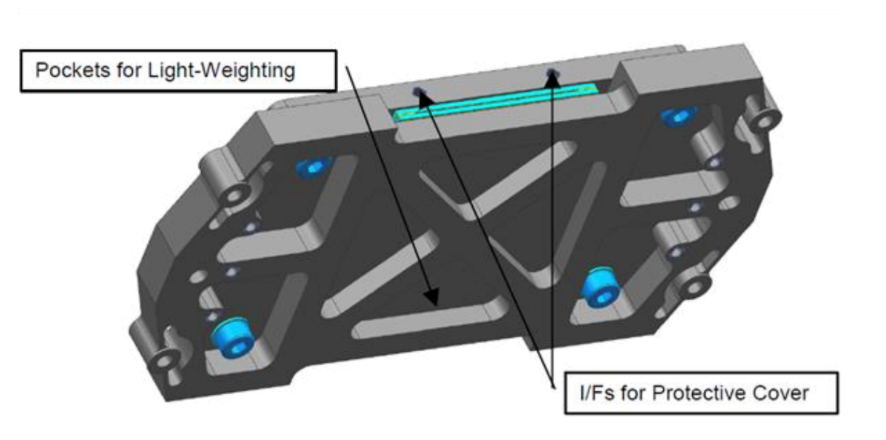 Pockets for Light-Weighting
I/Fs for Protective Cover